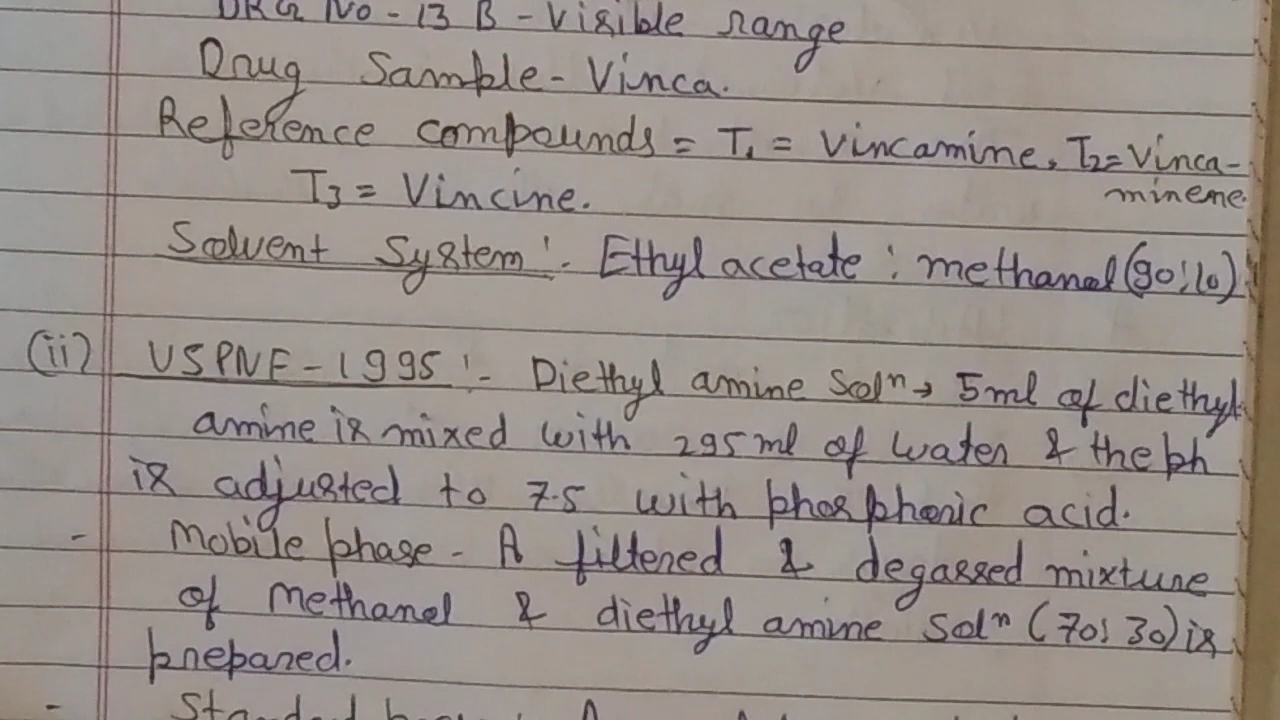 DRG No - 13 B - Visible range
Drug Sample - Vinca.
Reference compounds = T1 = Vincamine, T2 = Vinca-
minene.
T3 = Vincine.
Solvent System :- Ethyl acetate : methanol (90:10)
(ii) USPNF - 1995 :- Diethyl amine Solⁿ → 5ml of diethyl
amine is mixed with 295 ml of water & the ph
is adjusted to 7.5 with phosphoric acid.
- Mobile phase - A filtered & degassed mixture
of methanol & diethyl amine Solⁿ (70:30) is
prepared.